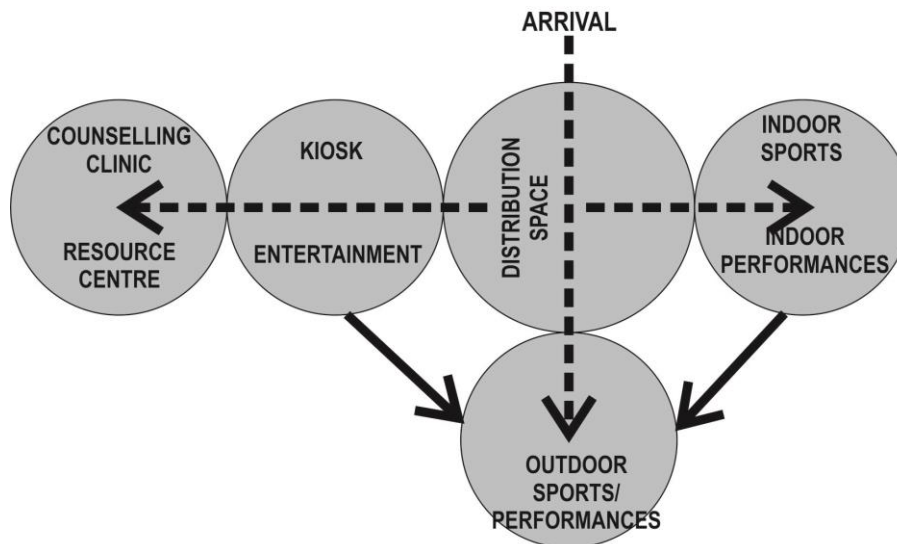 ARRIVAL
COUNSELLING
CLINIC
RESOURCE
CENTRE
KIOSK
ENTERTAINMENT
DISTRIBUTION
SPACE
INDOOR
SPORTS
INDOOR
PERFORMANCES
OUTDOOR
SPORTS/
PERFORMANCES